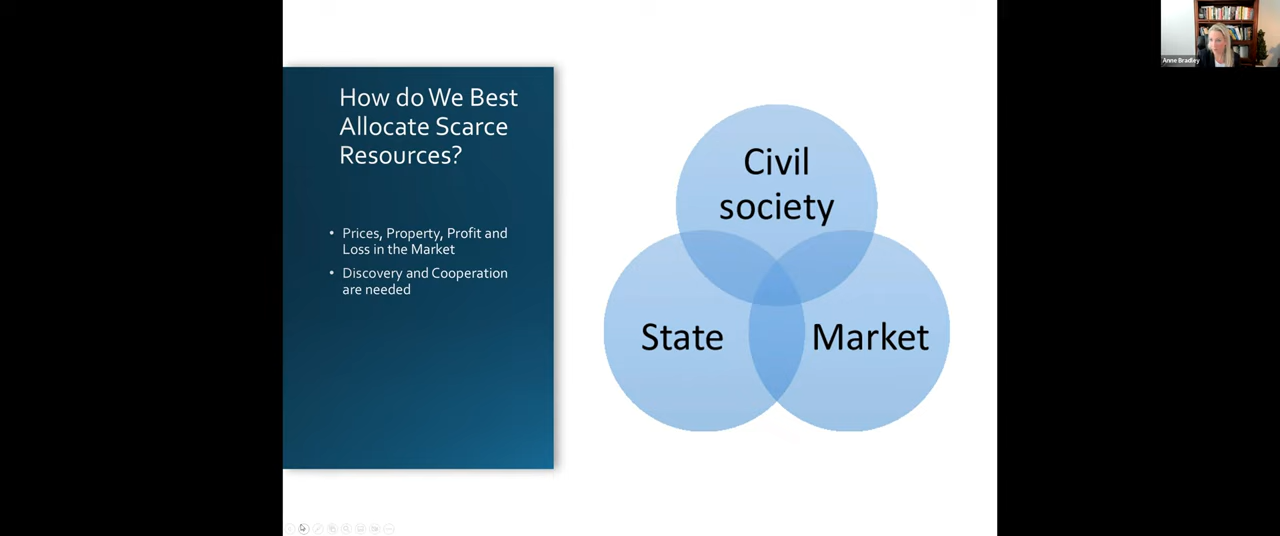 How do We Best
Allocate Scarce
Resources?
• Prices, Property, Profit and
Loss in the Market
• Discovery and Cooperation
are needed
Civil
society
State
Market
Anne Bradley